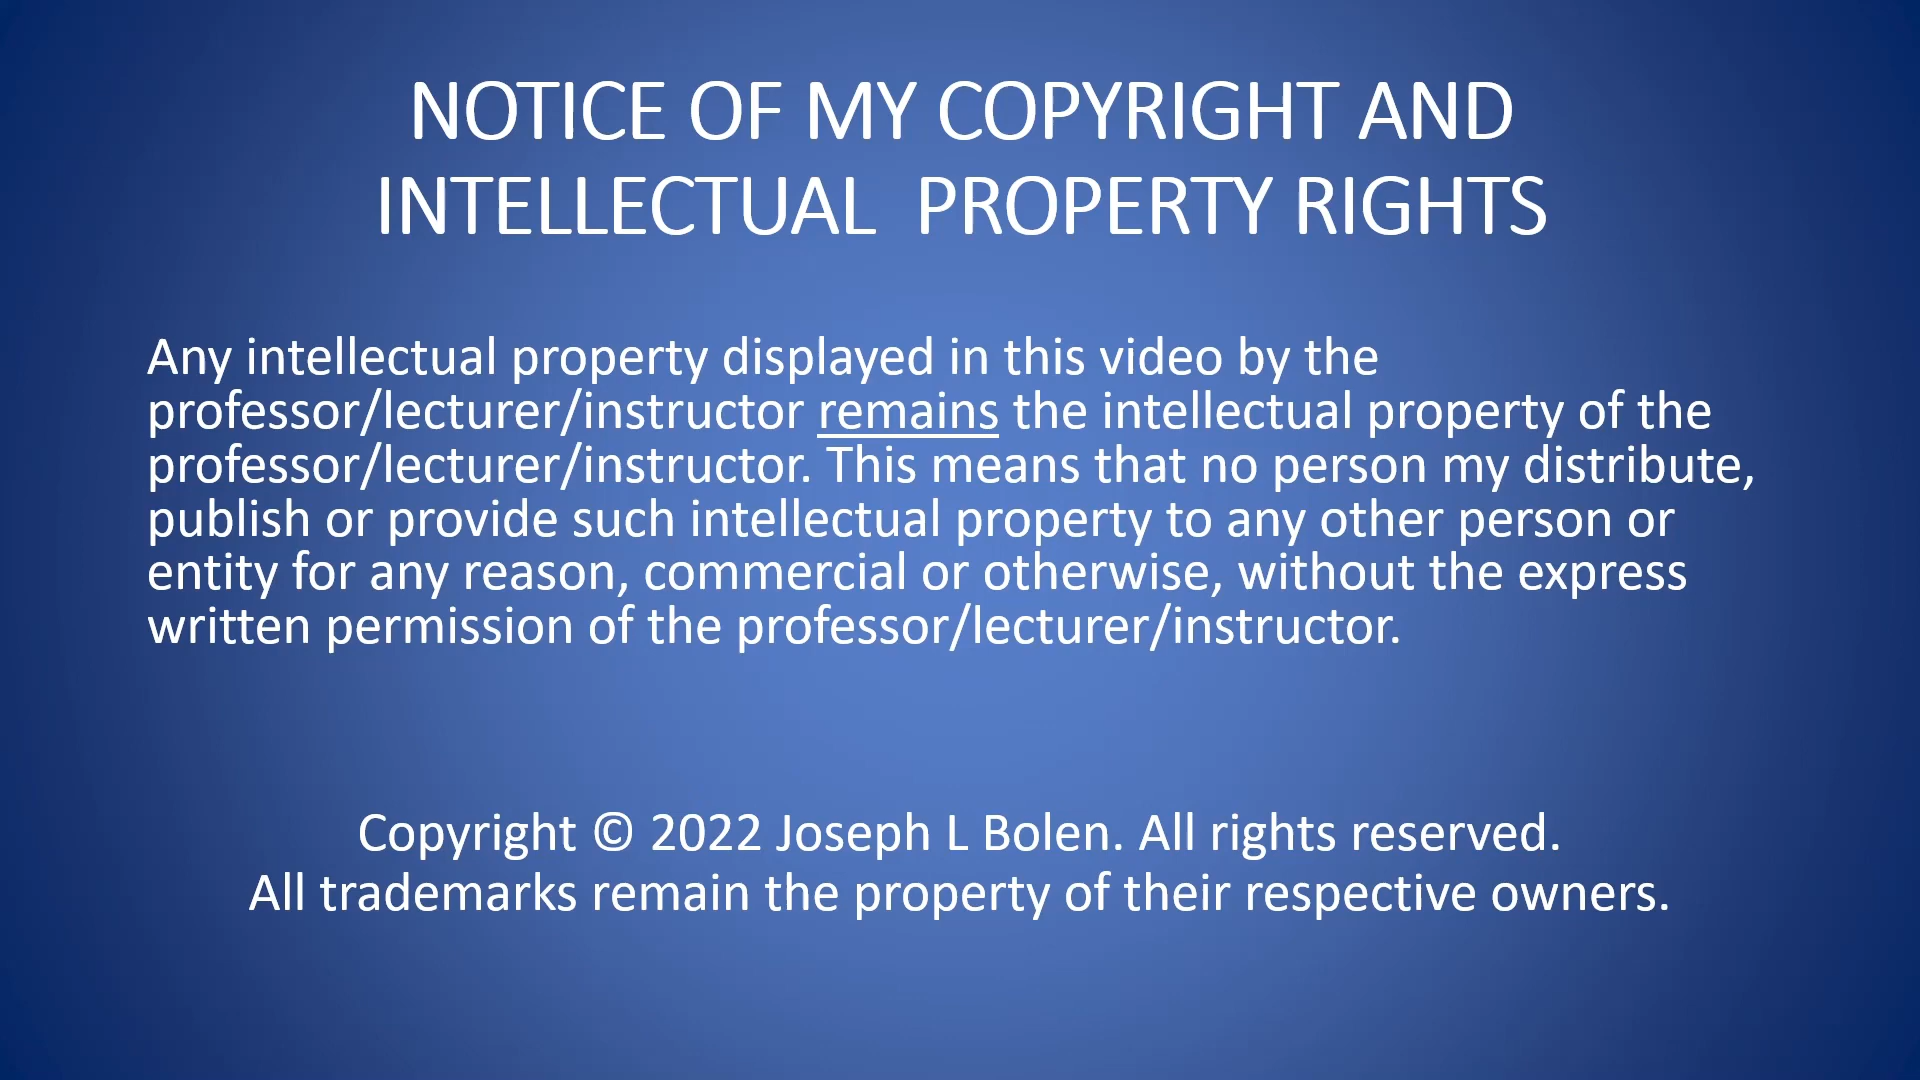 NOTICE OF MY COPYRIGHT AND
INTELLECTUAL  PROPERTY RIGHTS
Any intellectual property displayed in this video by the
professor/lecturer/instructor remains the intellectual property of the
professor/lecturer/instructor. This means that no person my distribute,
publish or provide such intellectual property to any other person or
entity for any reason, commercial or otherwise, without the express
written permission of the professor/lecturer/instructor.
Copyright © 2022 Joseph L Bolen. All rights reserved.
All trademarks remain the property of their respective owners.